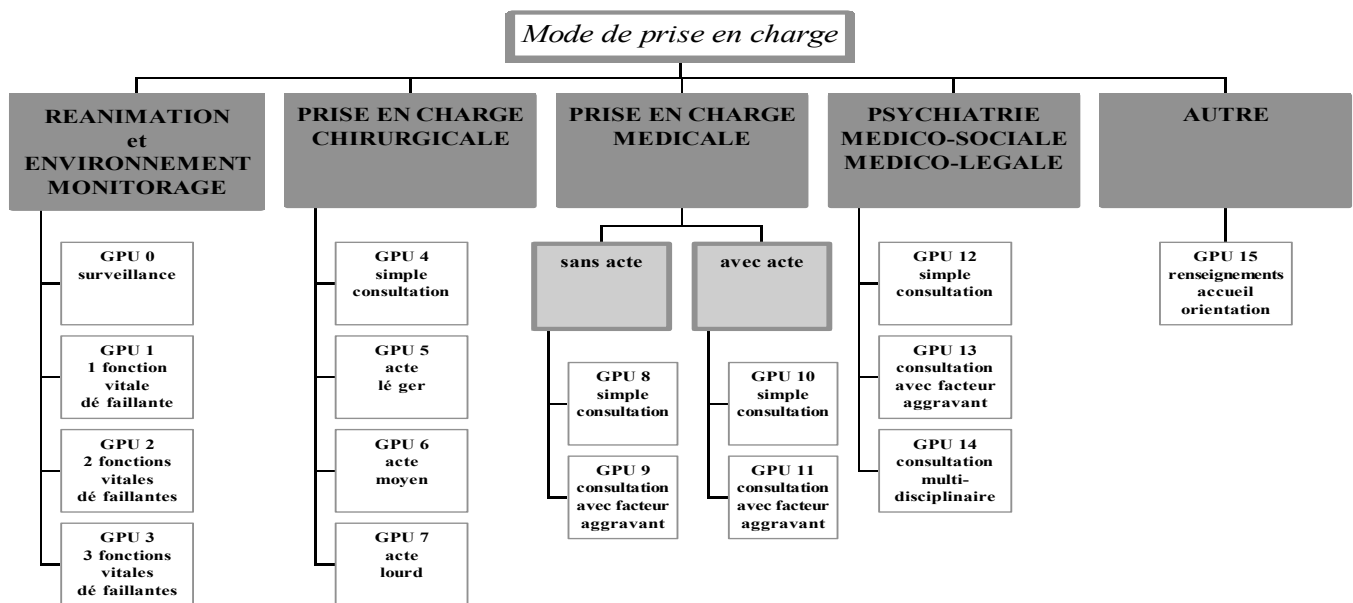 Mode de prise en charge
REANIMATION
et
ENVIRONNEMENT
MONITORAGE
PRISE EN CHARGE
CHIRURGICALE
PRISE EN CHARGE
MEDICALE
PSYCHIATRIE
MEDICO-SOCIALE
MEDICO-LEGALE
AUTRE
GPU 0
surveillance
GPU 1
1 fonction
vitale
dé faillante
GPU 2
2 fonctions
vitales
dé faillantes
GPU 3
3 fonctions
vitales
dé faillantes
GPU 4
simple
consultation
GPU 5
acte
lé ger
GPU 6
acte
moyen
GPU 7
acte
lourd
sans acte
GPU 8
simple
consultation
GPU 9
consultation
avec facteur
aggravant
avec acte
GPU 10
simple
consultation
GPU 11
consultation
avec facteur
aggravant
GPU 12
simple
consultation
GPU 13
consultation
avec facteur
aggravant
GPU 14
consultation
multi-
disciplinaire
GPU 15
renseignements
accueil
orientation